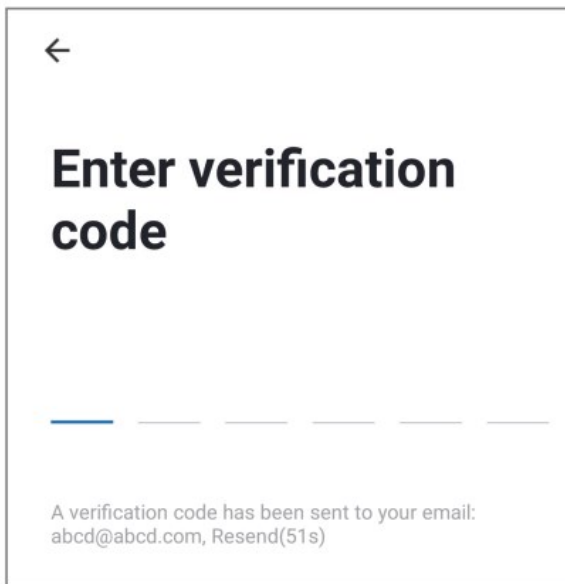 Enter verification
code
A verification code has been sent to your email:
abcd@abcd.com, Resend(51s)